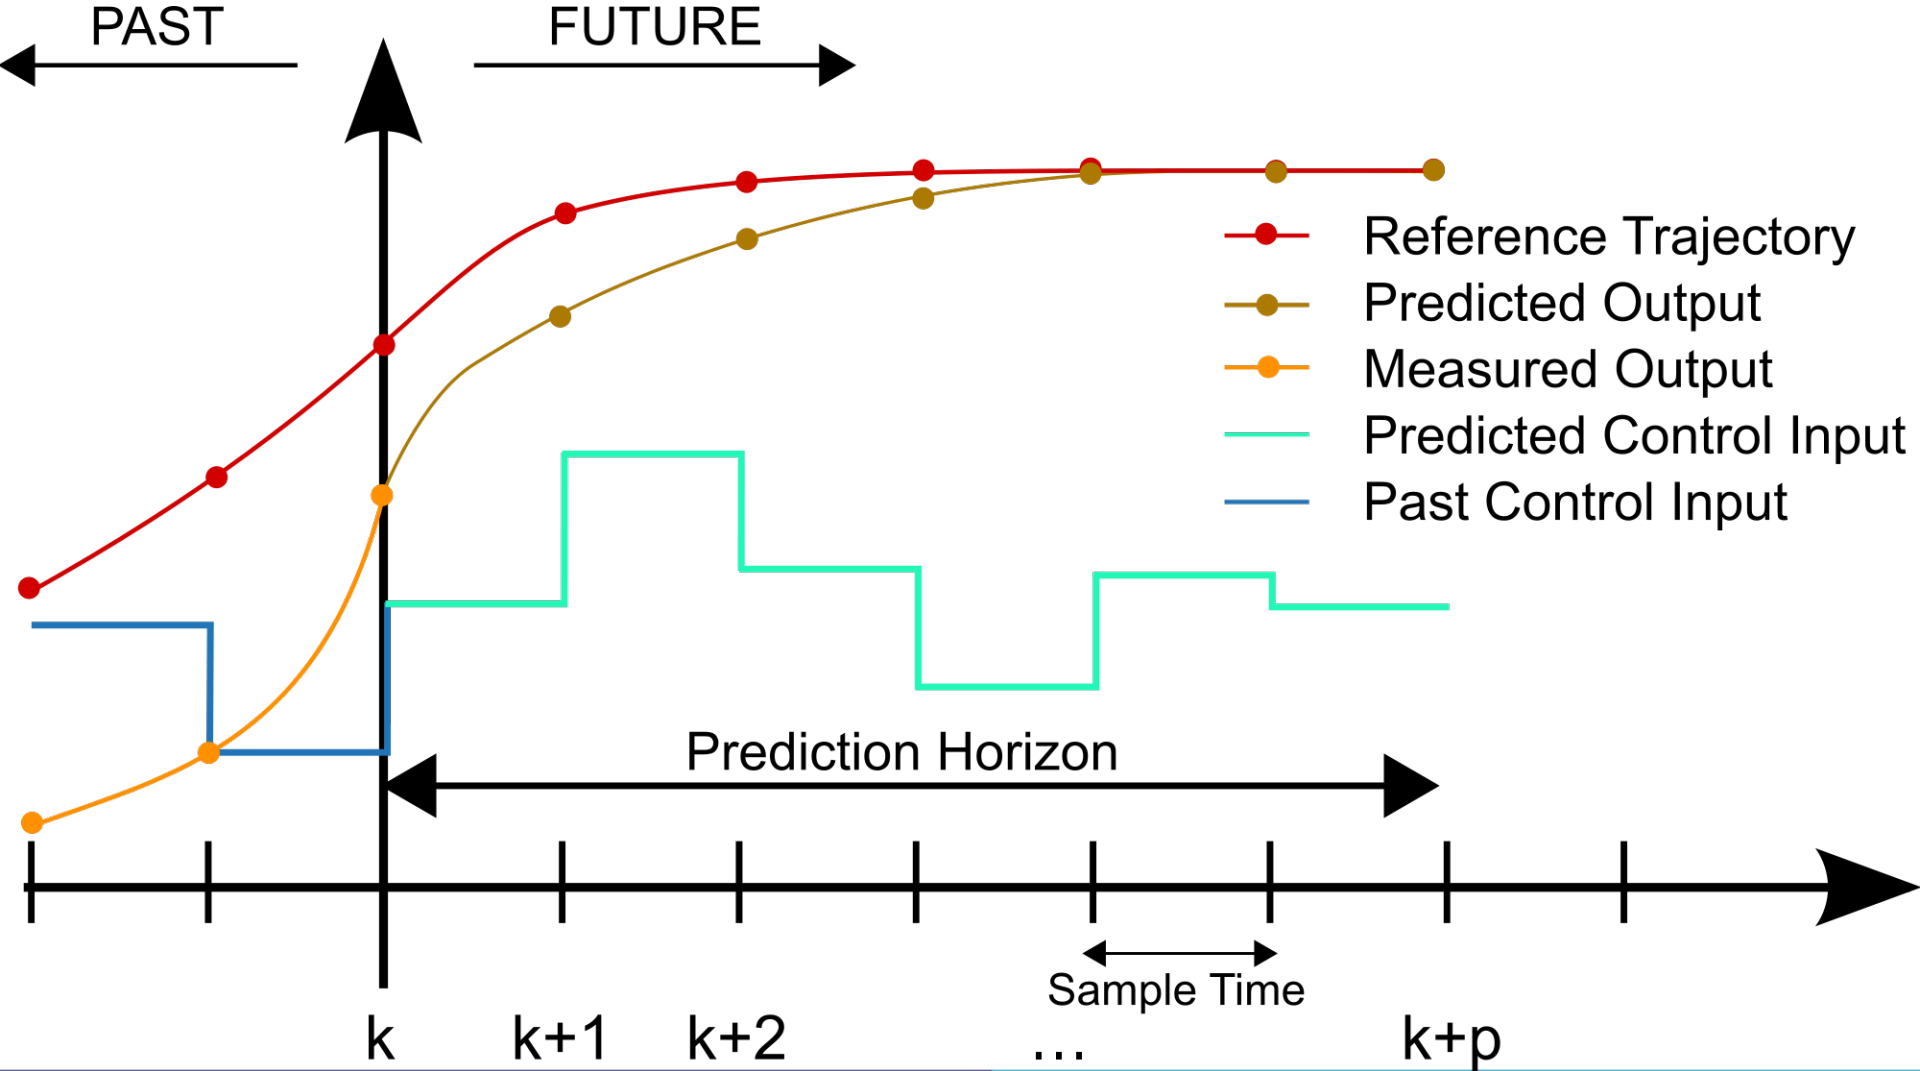 PAST
FUTURE
Reference Trajectory
Predicted Output
Measured Output
Predicted Control Input
Past Control Input
Prediction Horizon
Sample Time
k k+1 k+2 ... k+p